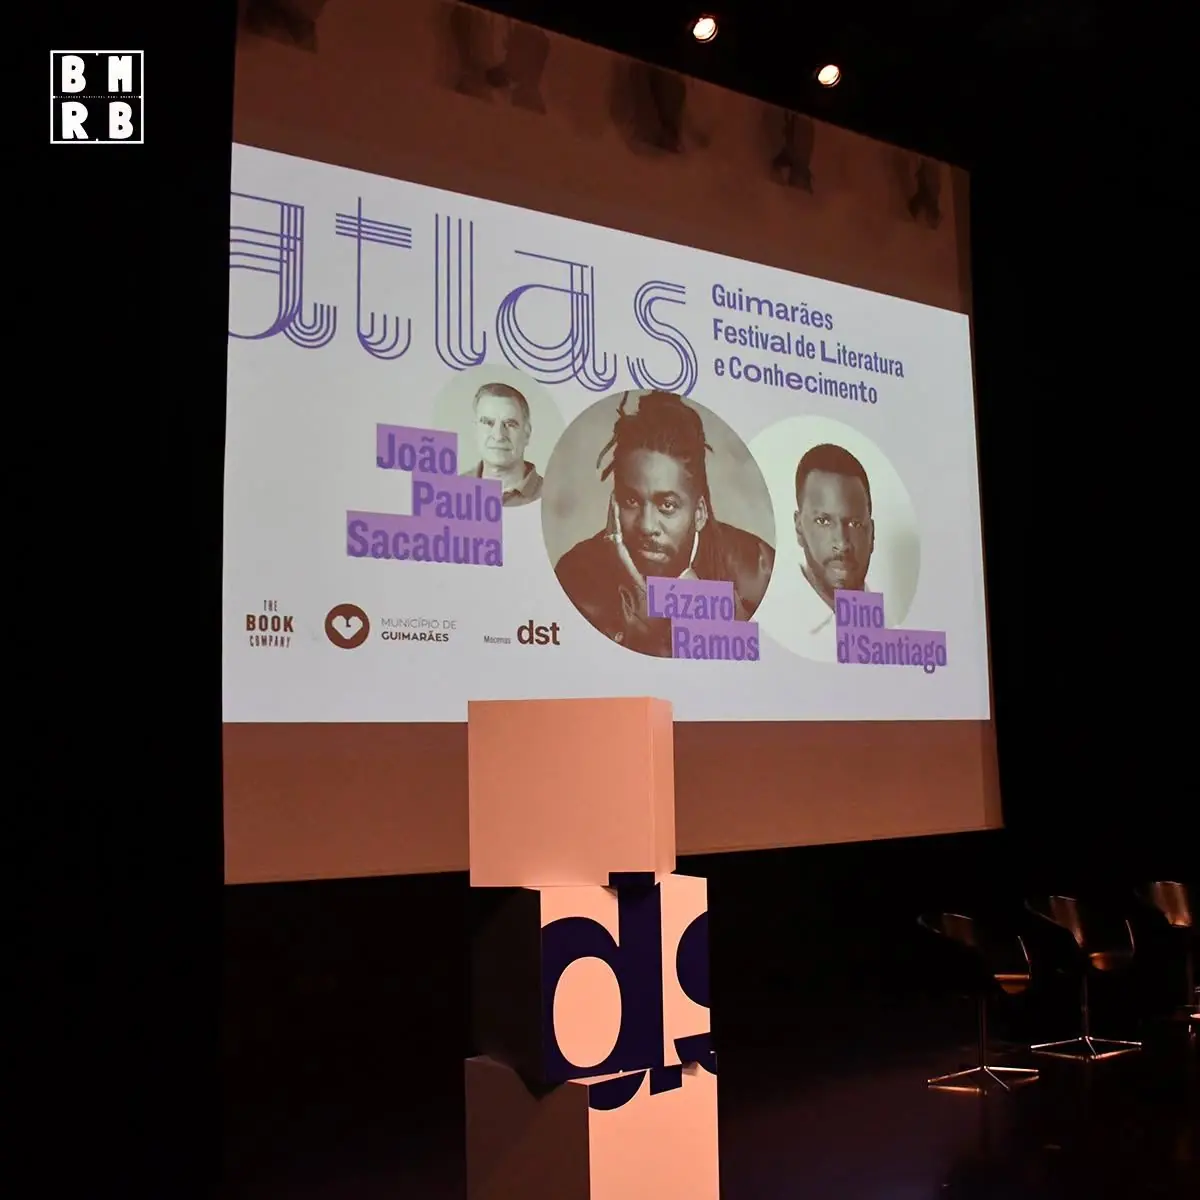 BM
RB
atlas
Guimarães
Festival de Literatura
e Conhecimento
João
Paulo
Sacadura
Lázaro
Ramos
Dino
d'Santiago
THE
BOOK
COMPANY
MUNICÍPIO DE
GUIMARÃES
Mecenas dst
ds